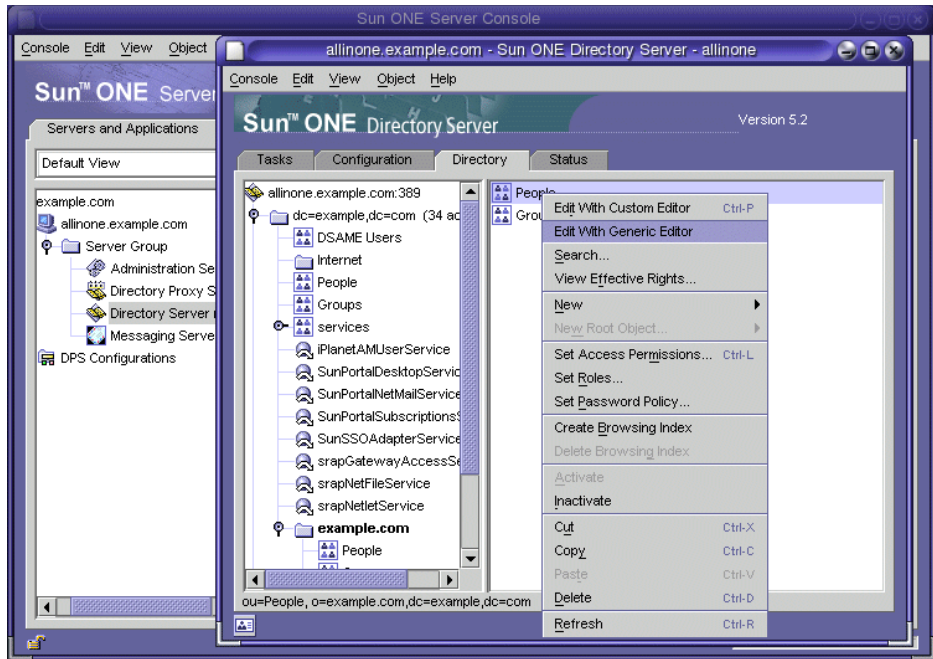 Sun ONE Server Console
Console Edit View Object
Sun™ ONE Server
Servers and Applications
Default View
example.com
allinone.example.com
Server Group
Administration Se
Directory Proxy S
Directory Server
Messaging Serve
DPS Configurations
allinone.example.com - Sun ONE Directory Server - allinone
Console Edit View Object Help
Sun™ ONE Directory Server
Version 5.2
Tasks Configuration Directory Status
allinone.example.com:389
dc=example,dc=com (34 ac
DSAME Users
Internet
People
Groups
services
iPlanetAMUserService
SunPortalDesktopServic
SunPortalNetMailService
SunPortalSubscriptionsS
SunSSOAdapterService
srapGatewayAccessSe
srapNetFileService
srapNetletService
example.com
People
People
Grou
Edit With Custom Editor Ctrl-P
Edit With Generic Editor
Search...
View Effective Rights...
New
New Root Object...
Set Access Permissions... Ctrl-L
Set Roles...
Set Password Policy...
Create Browsing Index
Delete Browsing Index
Activate
Inactivate
Cut Ctrl-X
Copy Ctrl-C
Paste Ctrl-V
Delete Ctrl-D
Refresh Ctrl-R
ou=People, o=example.com,dc=example,dc=com